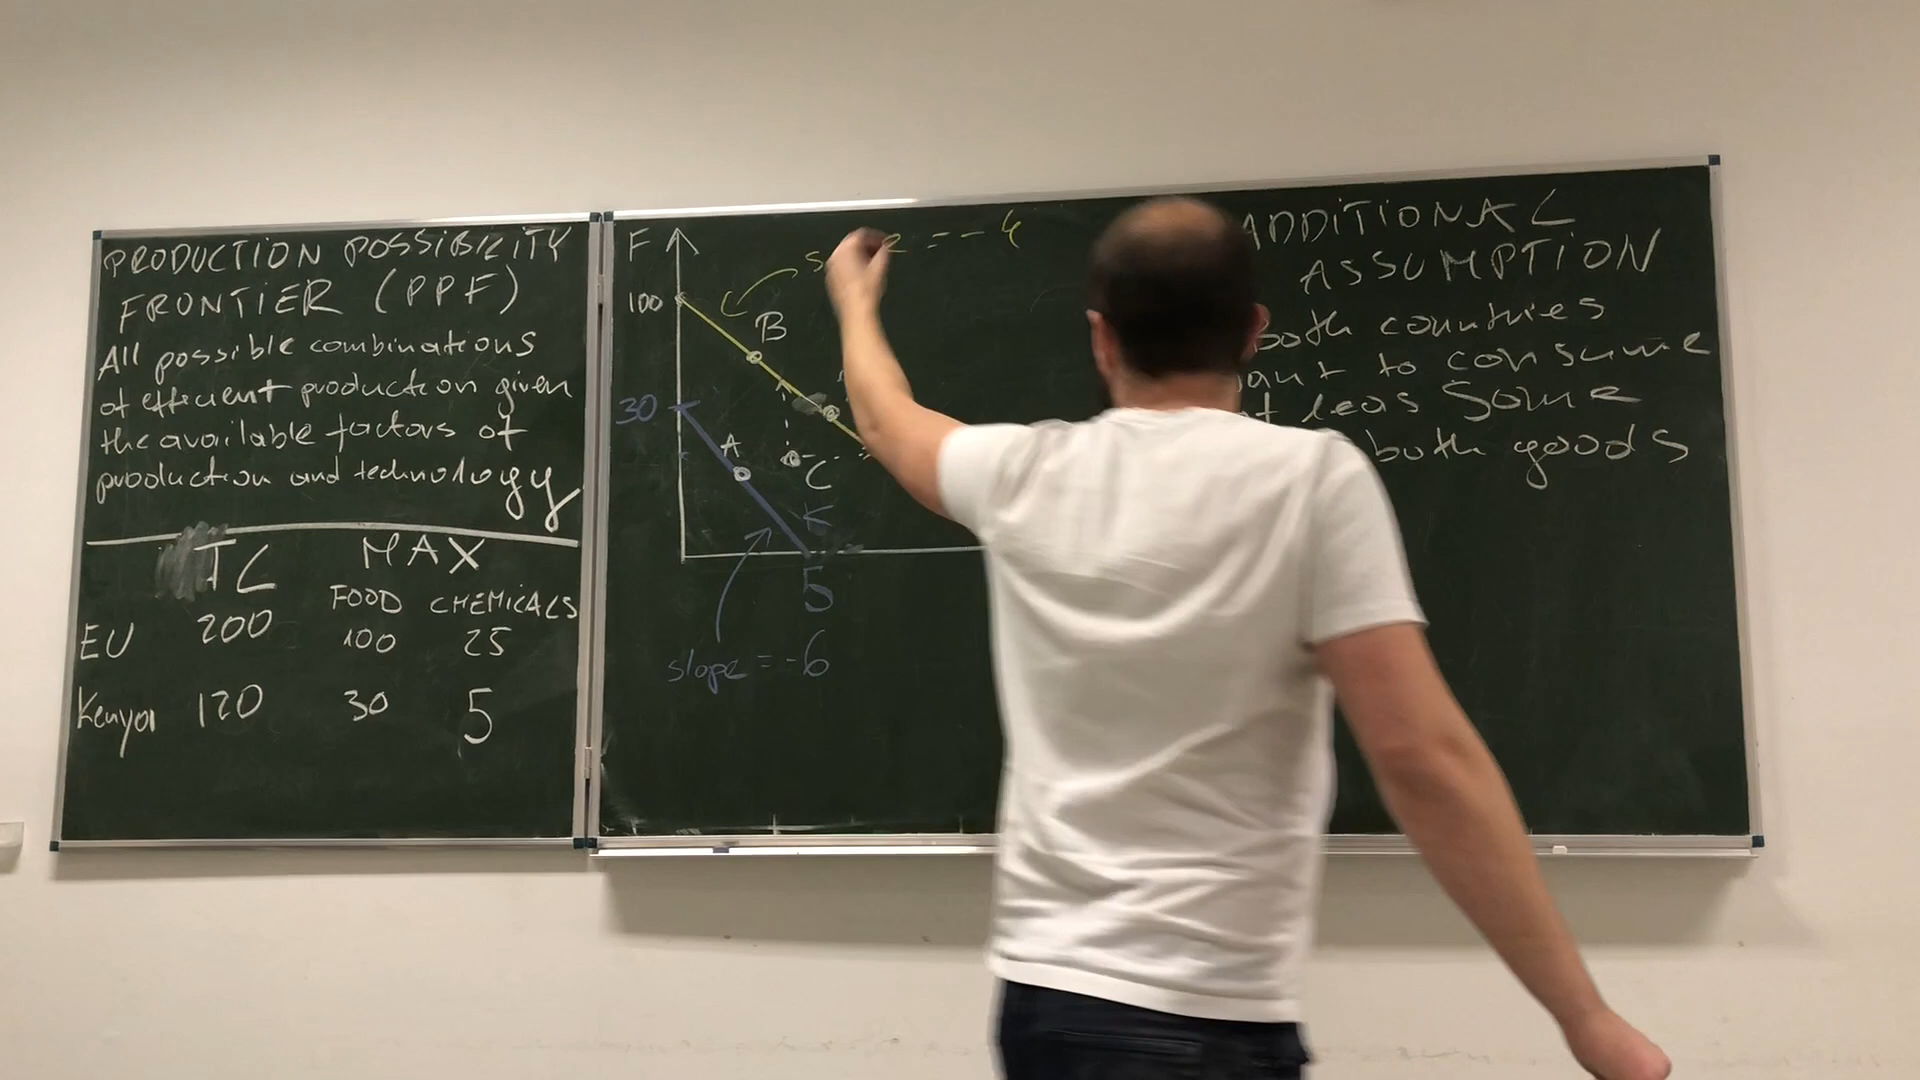 PRODUCTION POSSIBILITY
FRONTIER (PPF)
All possible combinations
of efficient production given
the available factors of
production and technology
TL MAX
FOOD CHEMICALS
EU 200 100 25
Kenya 120 30 5
F
= - 4
100
B
30
A
C
K
5
slope = -6
ADDITIONAL
ASSUMPTION
Both countries
to consume
leas some
both goods